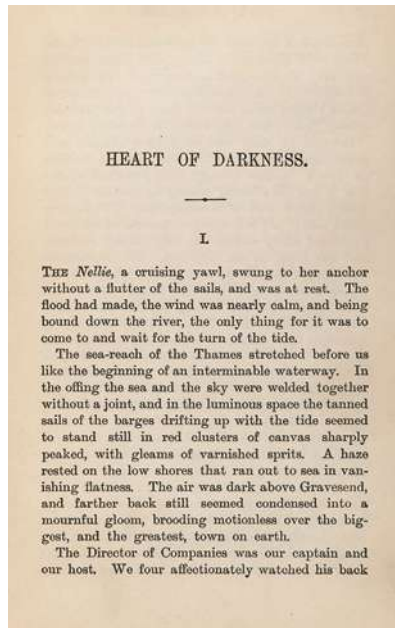 HEART OF DARKNESS.
I.
THE Nellie, a cruising yawl, swung to her anchor
without a flutter of the sails, and was at rest. The
flood had made, the wind was nearly calm, and being
bound down the river, the only thing for it was to
come to and wait for the turn of the tide.
The sea-reach of the Thames stretched before us
like the beginning of an interminable waterway. In
the offing the sea and the sky were welded together
without a joint, and in the luminous space the tanned
sails of the barges drifting up with the tide seemed
to stand still in red clusters of canvas sharply
peaked, with gleams of varnished sprits. A haze
rested on the low shores that ran out to sea in van-
ishing flatness. The air was dark above Gravesend,
and farther back still seemed condensed into a
mournful gloom, brooding motionless over the big-
gest, and the greatest, town on earth.
The Director of Companies was our captain and
our host. We four affectionately watched his back